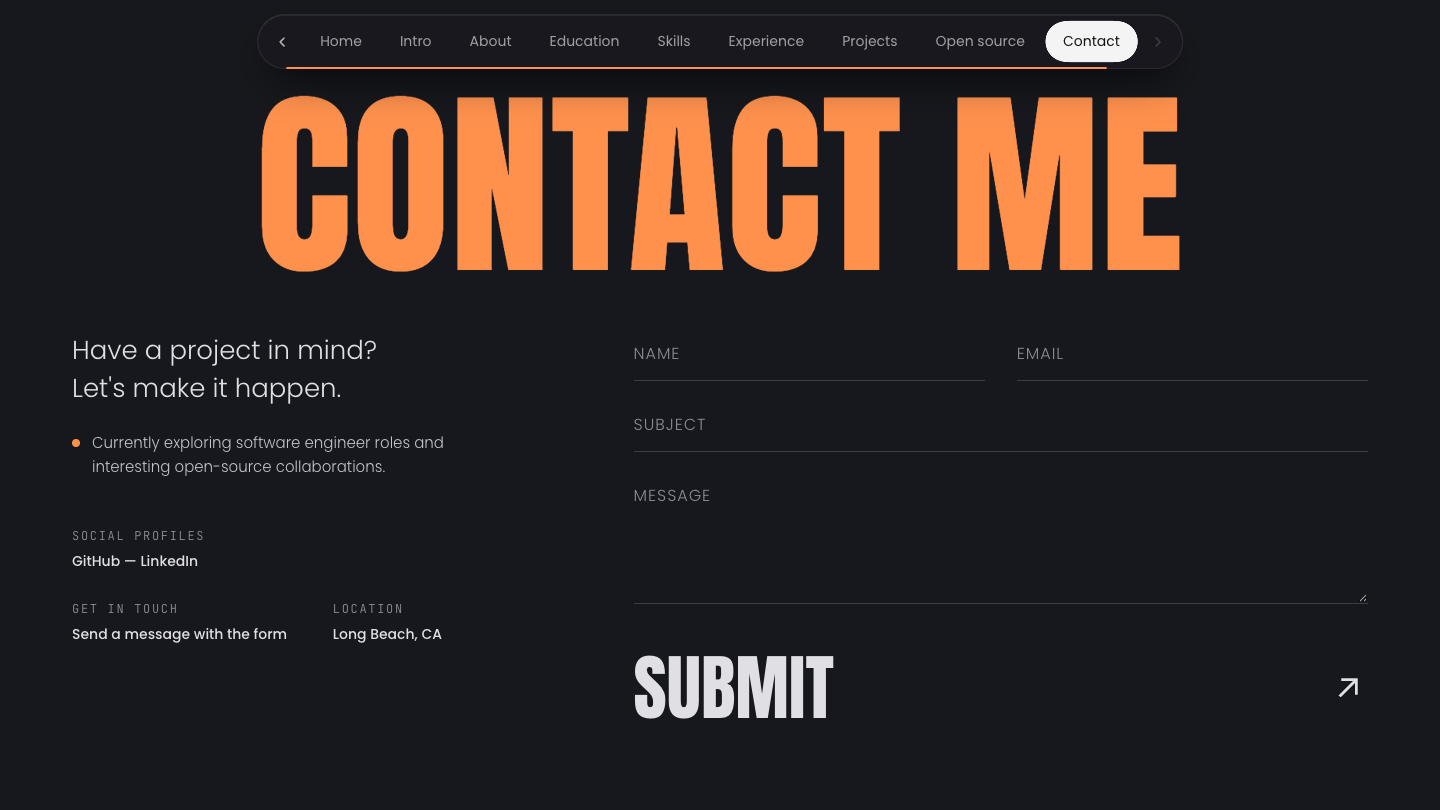 Home Intro About Education Skills Experience Projects Open source Contact
CONTACT ME
Have a project in mind?
Let's make it happen.
Currently exploring software engineer roles and
interesting open-source collaborations.
SOCIAL PROFILES
GitHub — LinkedIn
GET IN TOUCH
Send a message with the form
LOCATION
Long Beach, CA
NAME
EMAIL
SUBJECT
MESSAGE
SUBMIT